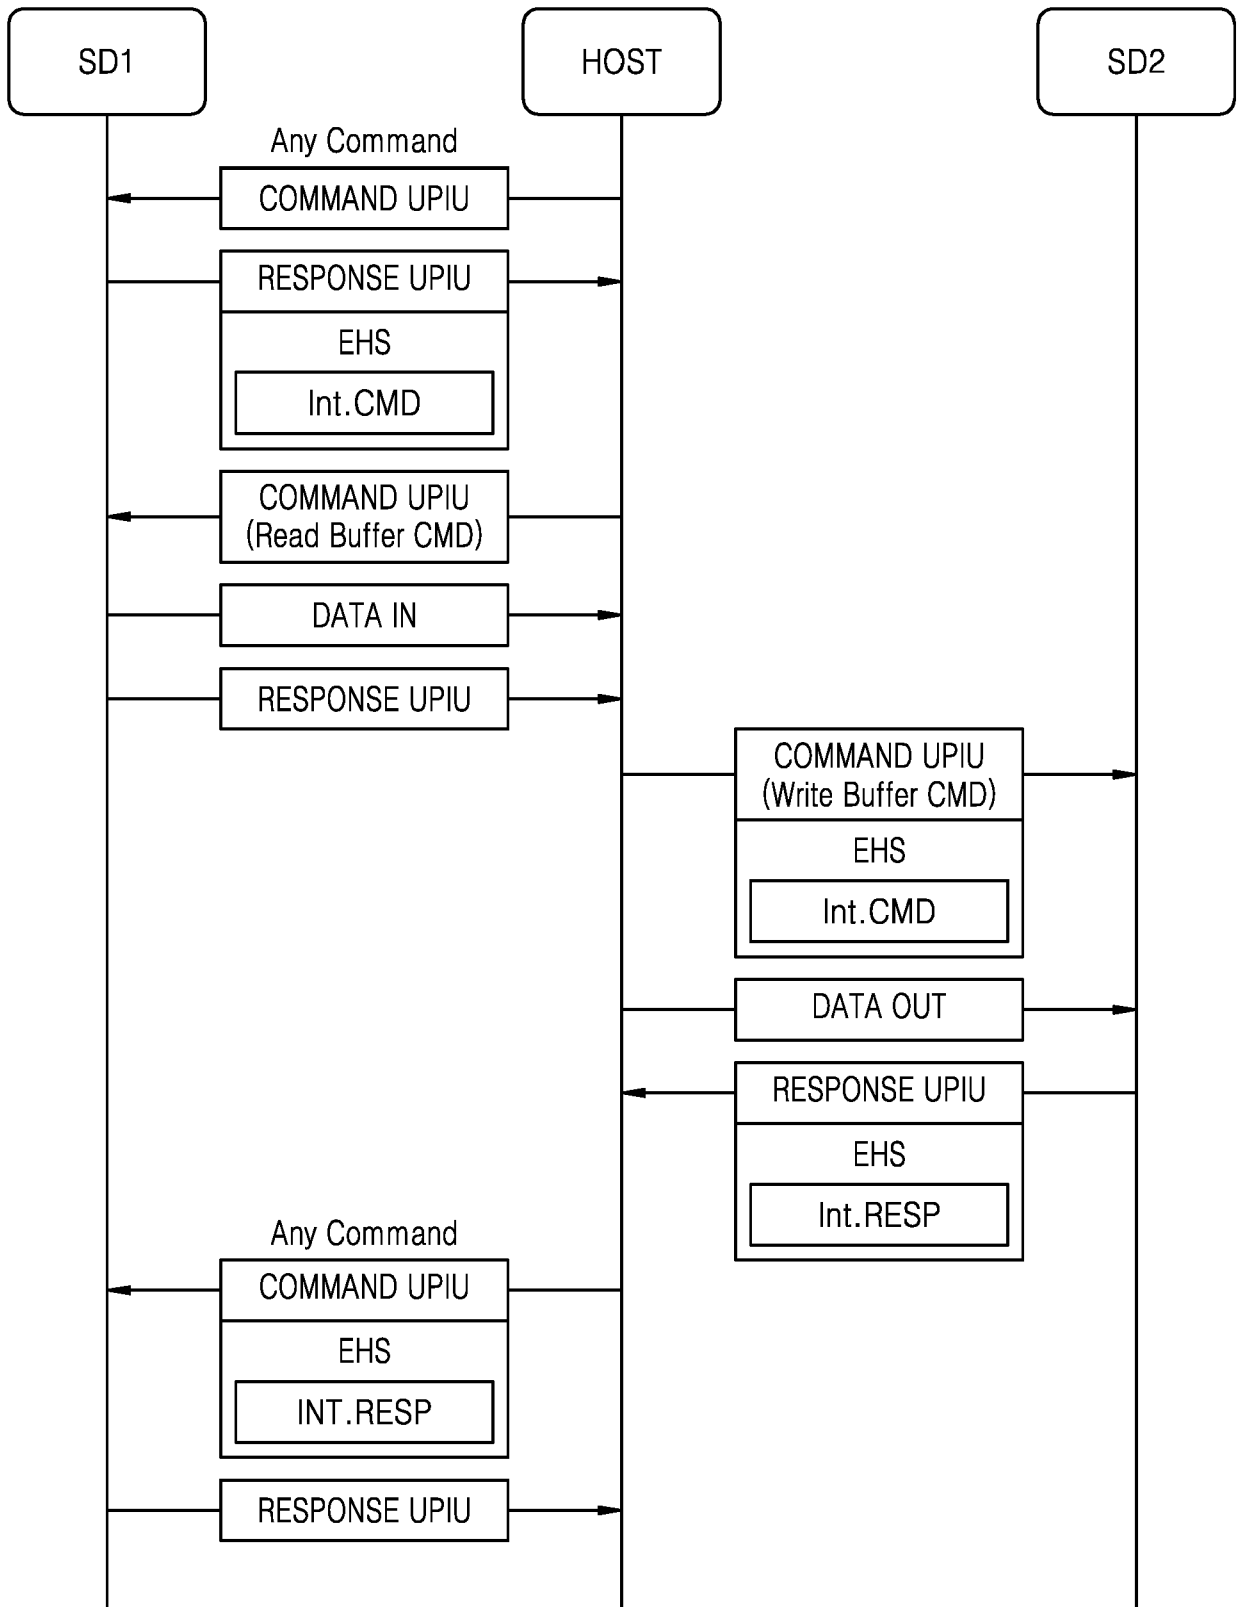 SD1
HOST
SD2
Any Command
COMMAND UPIU
RESPONSE UPIU
EHS
Int.CMD
COMMAND UPIU
(Read Buffer CMD)
DATA IN
RESPONSE UPIU
COMMAND UPIU
(Write Buffer CMD)
EHS
Int.CMD
DATA OUT
RESPONSE UPIU
EHS
Int.RESP
Any Command
COMMAND UPIU
EHS
INT.RESP
RESPONSE UPIU